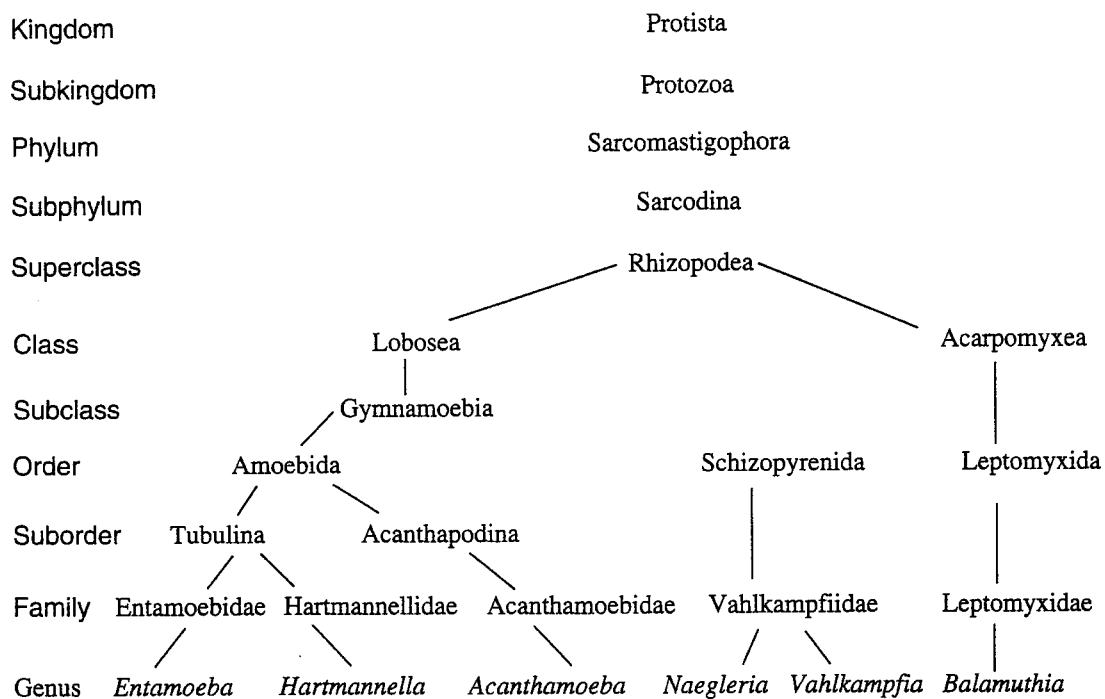 Kingdom Protista
Subkingdom Protozoa
Phylum Sarcomastigophora
Subphylum Sarcodina
Superclass Rhizopodea
Class Lobosea Acarpomyxea
Subclass Gymnamoebia
Order Amoebida Schizopyrenida Leptomyxida
Suborder Tubulina Acanthapodina
Family Entamoebidae Hartmannellidae Acanthamoebidae Vahlkampfiidae Leptomyxidae
Genus Entamoeba Hartmannella Acanthamoeba Naegleria Vahlkampfia Balamuthia